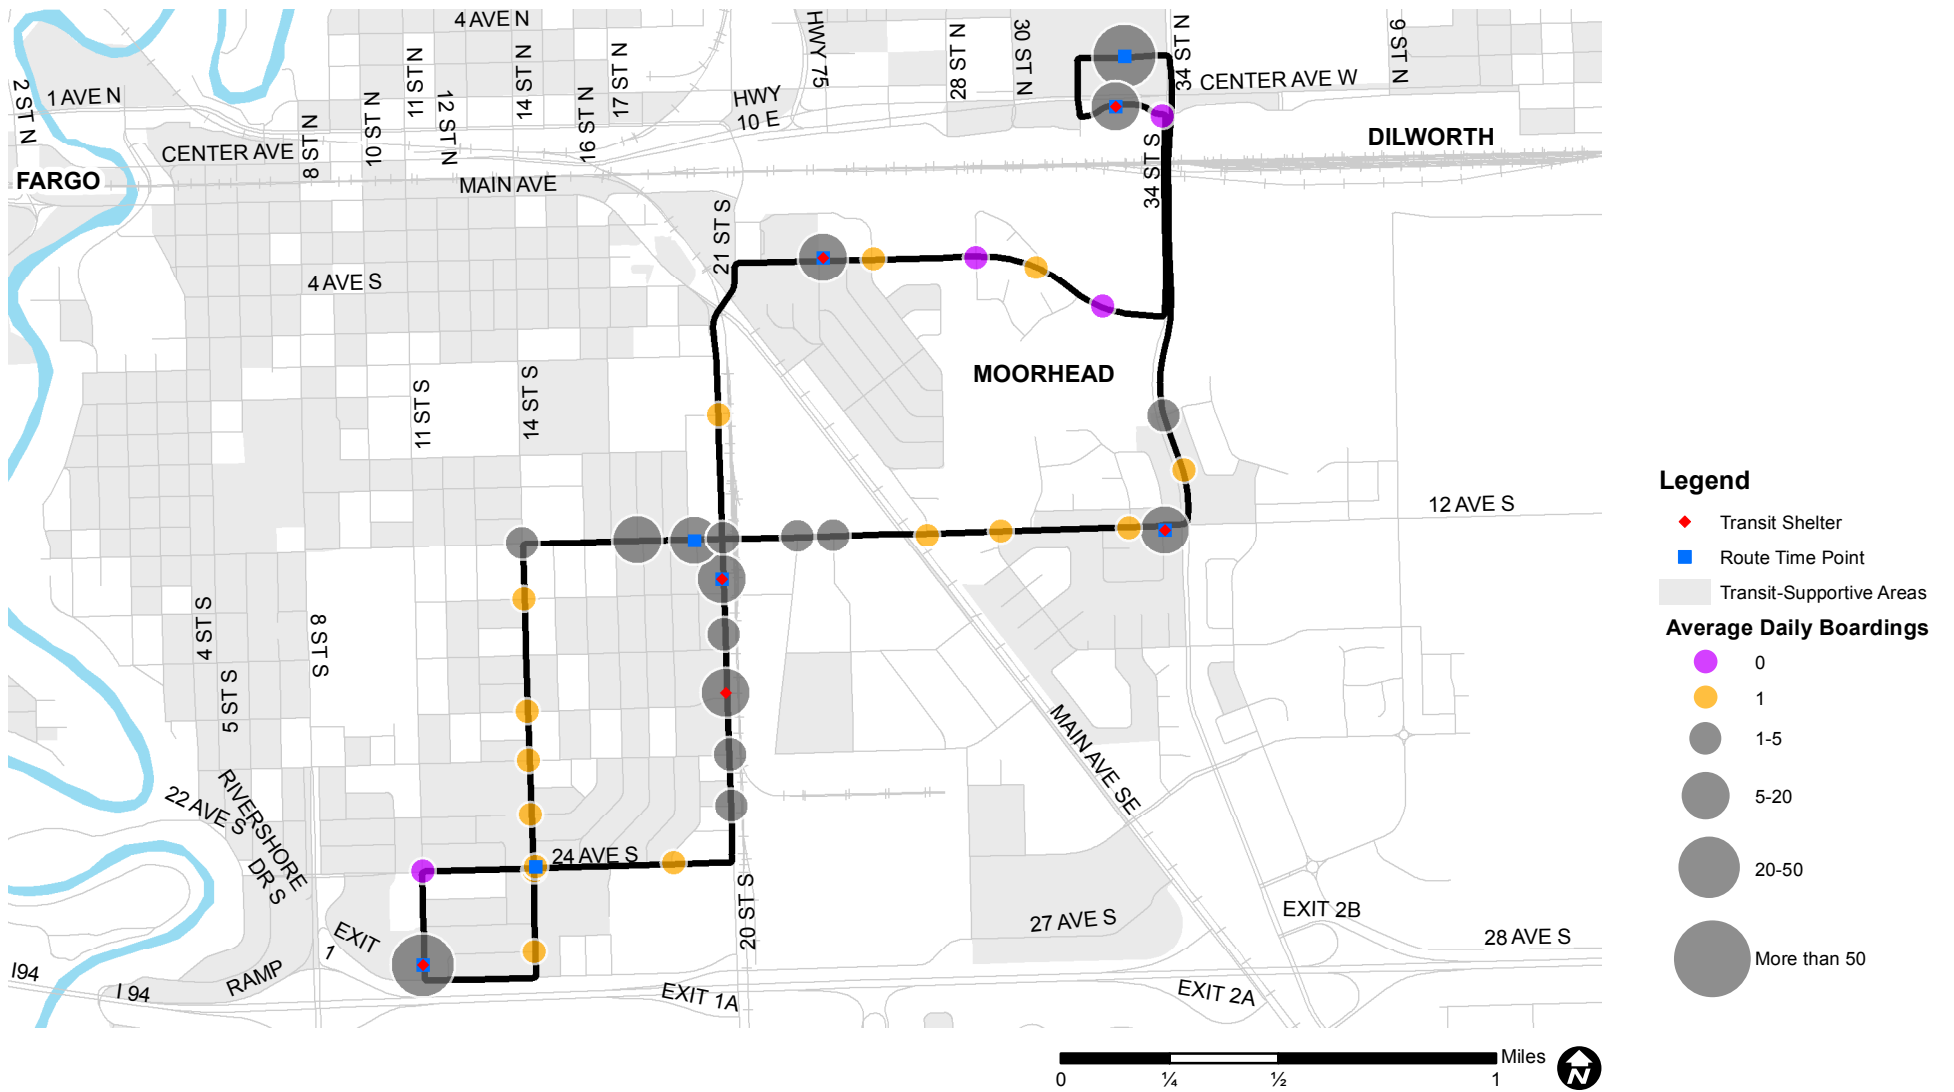 4 AVE N
HWY 75
34 ST N
9 ST N
28 ST N
30 ST N
11 ST N
14 ST N
17 ST N
2 ST N
1 AVE N
CENTER AVE W
HWY
10 E
12 ST N
10 ST N
16 ST N
8 ST N
CENTER AVE
DILWORTH
FARGO
MAIN AVE
34 ST S
21 ST S
4 AVE S
MOORHEAD
11 ST S
14 ST S
12 AVE S
4 ST S
8 ST S
5 ST S
MAIN AVE SE
22 AVE S
RIVERSHORE
DR S
24 AVE S
20 ST S
27 AVE S
EXIT 2B
28 AVE S
EXIT
1
RAMP
I94
I 94
EXIT 1A
EXIT 2A
Legend
Transit Shelter
Route Time Point
Transit-Supportive Areas
Average Daily Boardings
0
1
1-5
5-20
20-50
More than 50
Miles
0 ¼ ½ 1
N